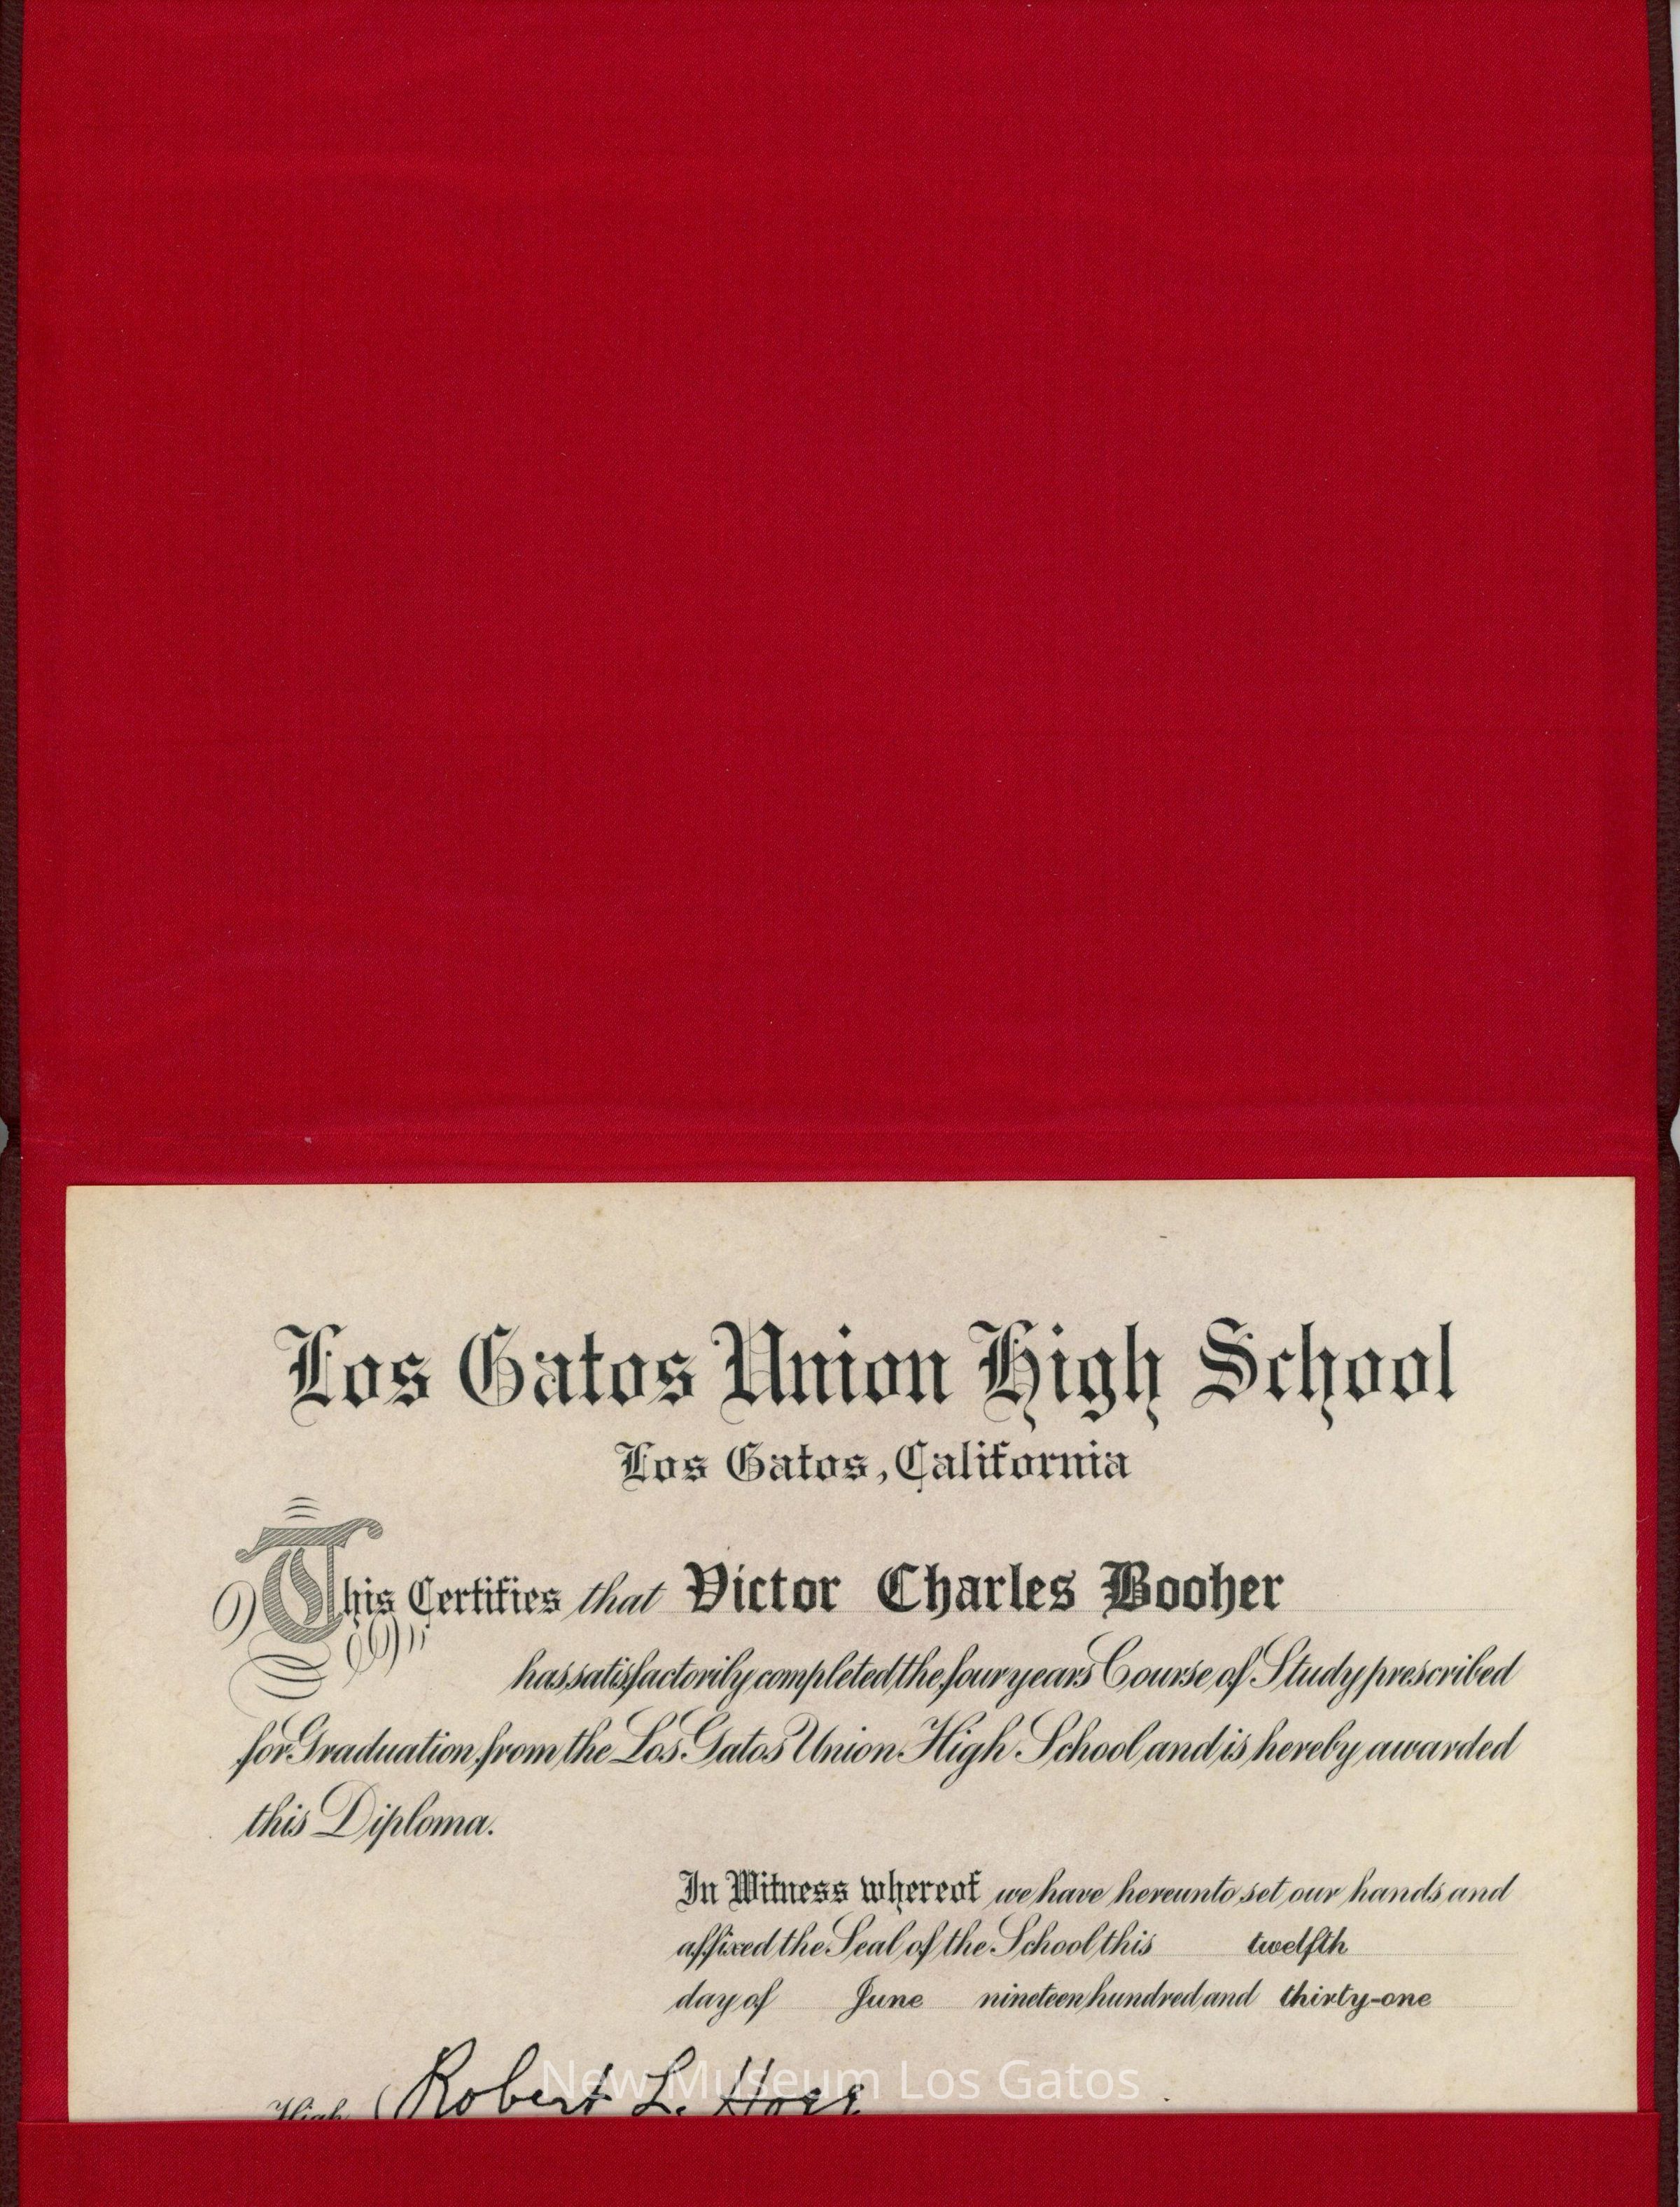 Los Gatos Union High School
Los Gatos, California
This Certifies that Victor Charles Booher
has satisfactorily completed the four years Course of Study prescribed
for Graduation from the Los Gatos Union High School and is hereby awarded
this Diploma.
In Witness whereof we have hereunto set our hands and
affixed the Seal of the School this twelfth
day of June nineteen hundred and thirty-one
High Robert L.
New Museum Los Gatos